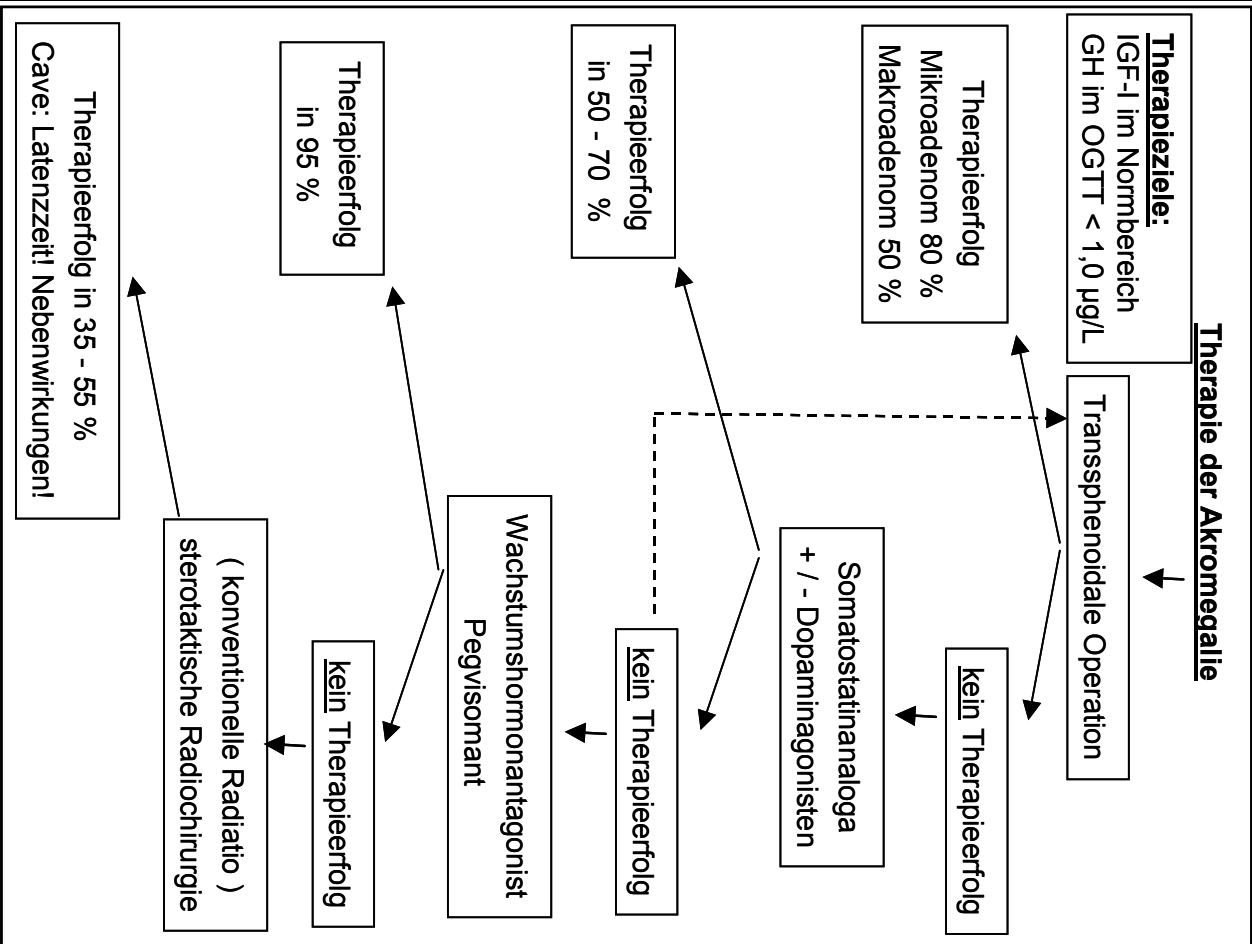 Therapie der Akromegalie
Therapieziele:
IGF-I im Normbereich
GH im OGTT < 1,0 µg/L
Transsphenoidale Operation
Therapieerfolg
Mikroadenom 80 %
Makroadenom 50 %
kein Therapieerfolg
Somatostatinanaloga
+ / - Dopaminagonisten
Therapieerfolg
in 50 - 70 %
kein Therapieerfolg
Wachstumshormonantagonist
Pegvisomant
Therapieerfolg
in 95 %
kein Therapieerfolg
( konventionelle Radiatio )
sterotaktische Radiochirurgie
Therapieerfolg in 35 - 55 %
Cave: Latenzzeit! Nebenwirkungen!